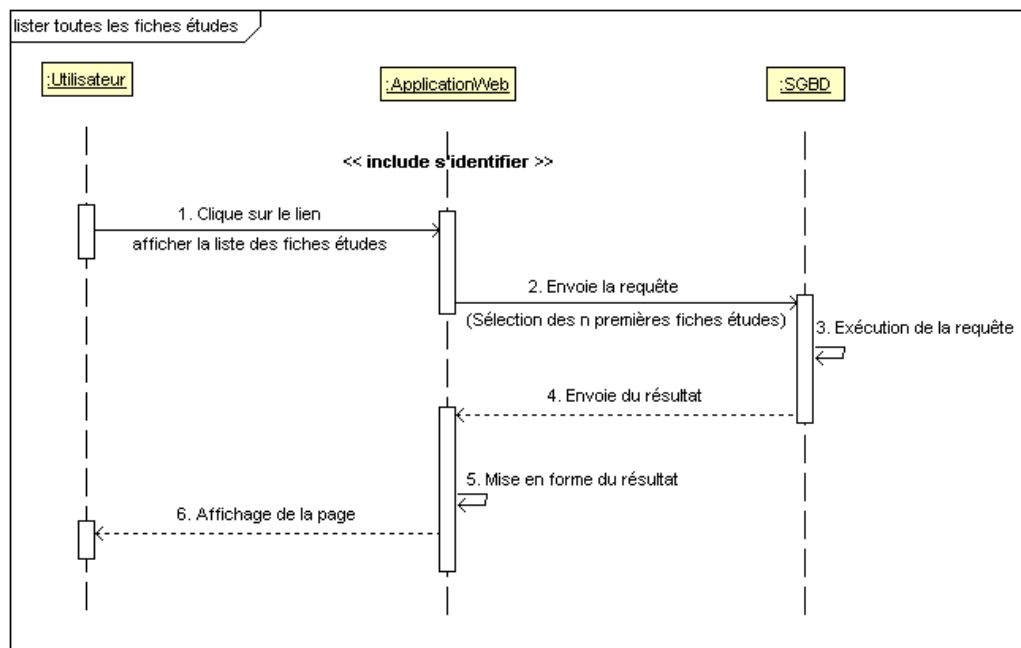 lister toutes les fiches études
:Utilisateur
:ApplicationWeb
:SGBD
<< include s'identifier >>
1. Clique sur le lien
afficher la liste des fiches études
2. Envoie la requête
(Sélection des n premières fiches études)
3. Exécution de la requête
4. Envoie du résultat
5. Mise en forme du résultat
6. Affichage de la page